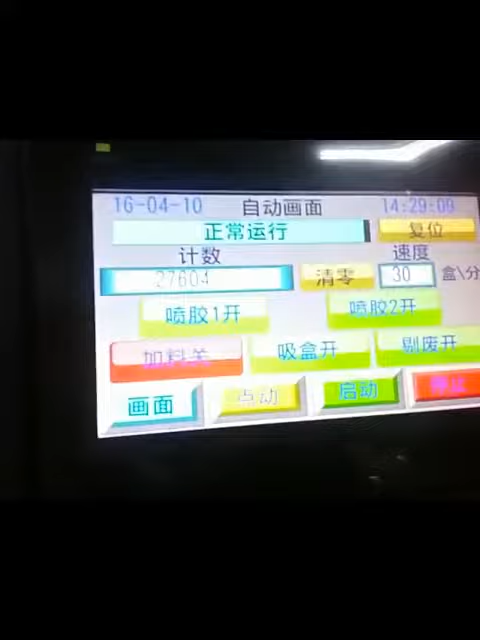 16-04-10 自动画面 14:29:09
正常运行 复位
计数 速度
27604 清零 30 盒\分
喷胶1开 喷胶2开
加料关 吸盒开 剔废开
画面 点动 启动 停止